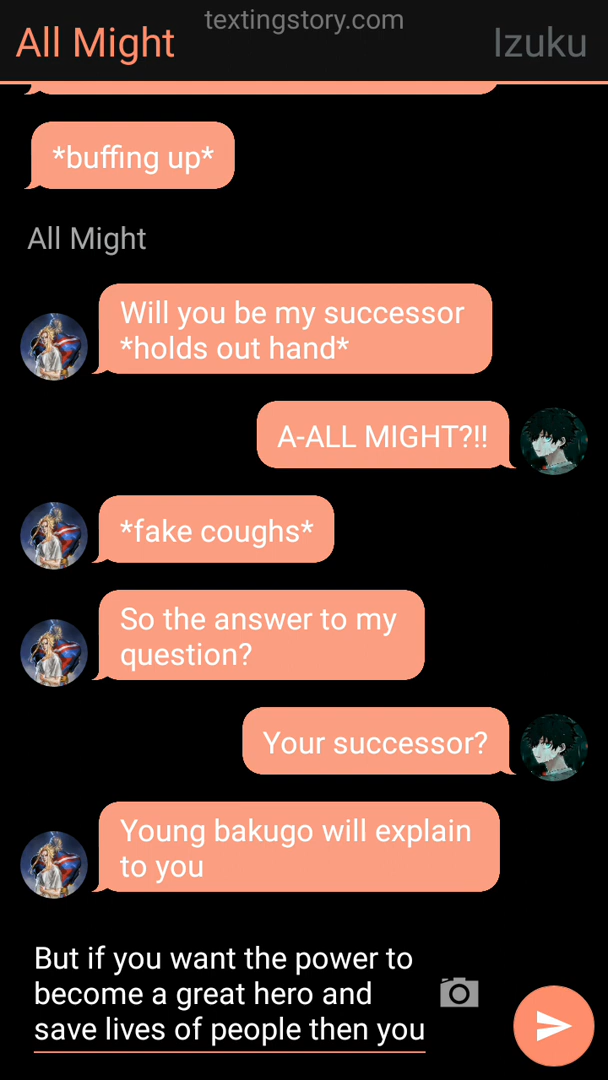 textingstory.com
All Might
Izuku
*buffing up*
All Might
Will you be my successor
*holds out hand*
A-ALL MIGHT?!!
*fake coughs*
So the answer to my
question?
Your successor?
Young bakugo will explain
to you
But if you want the power to
become a great hero and
save lives of people then you